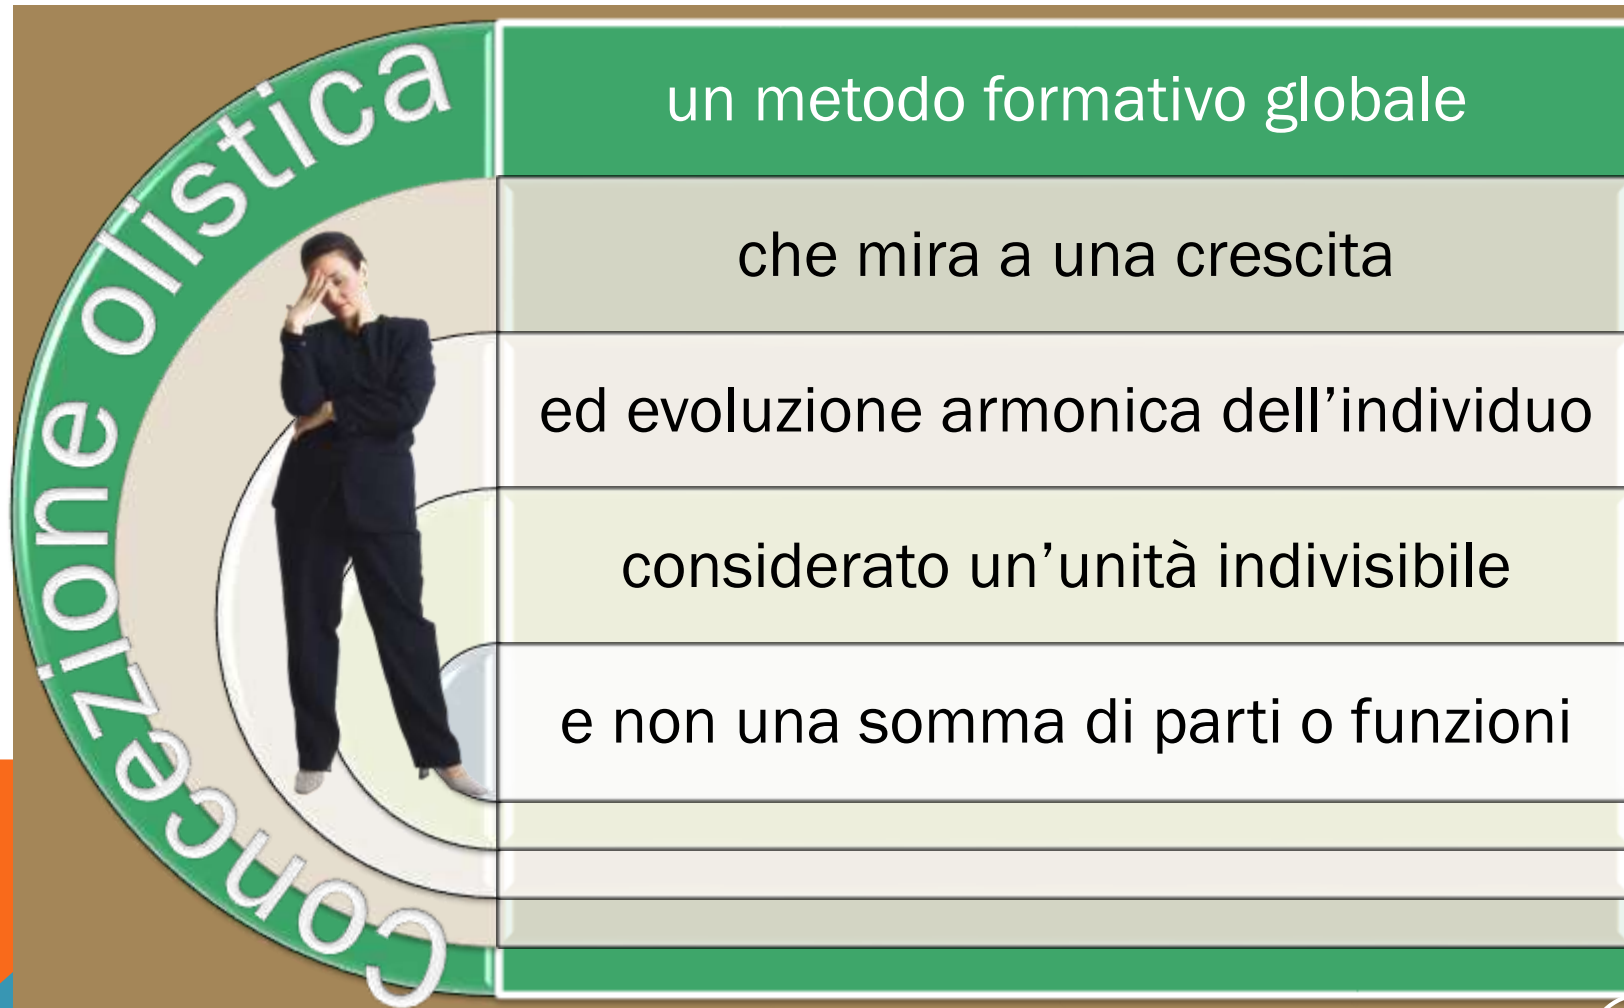 Concezione olistica
un metodo formativo globale
che mira a una crescita
ed evoluzione armonica dell’individuo
considerato un’unità indivisibile
e non una somma di parti o funzioni